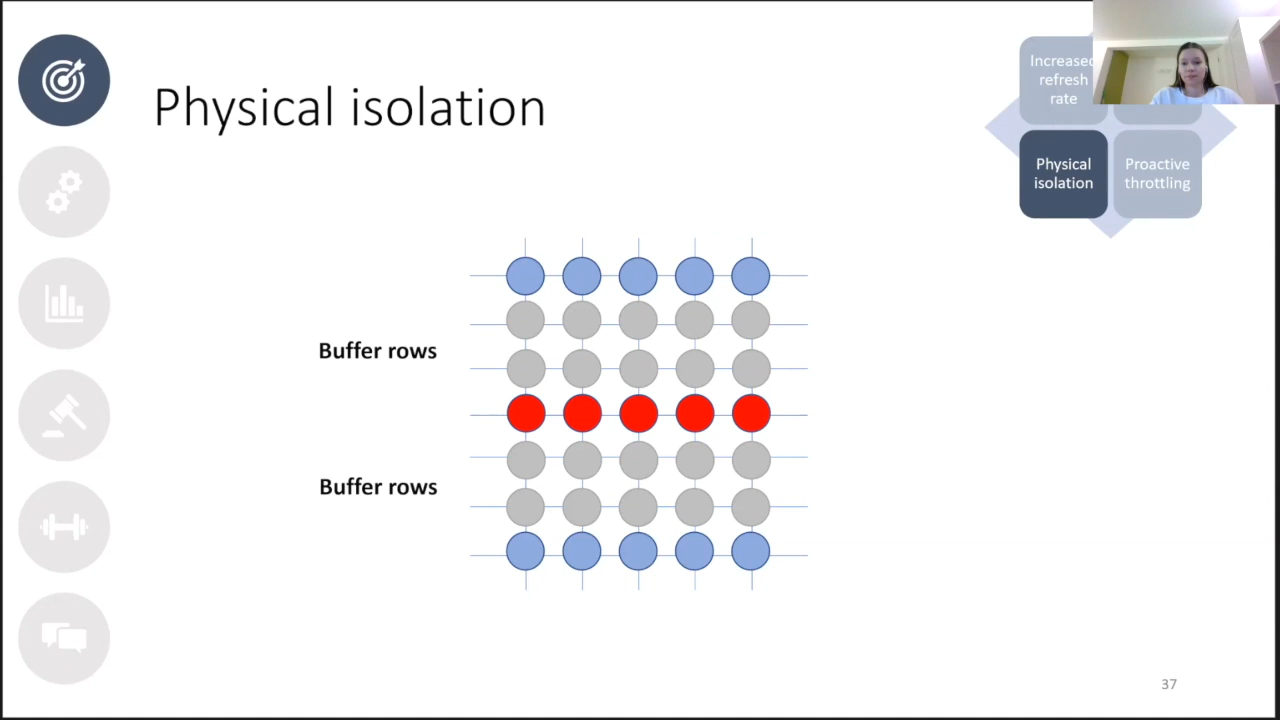 Physical isolation
Increased
refresh
rate
Physical
isolation
Proactive
throttling
Buffer rows
Buffer rows
37